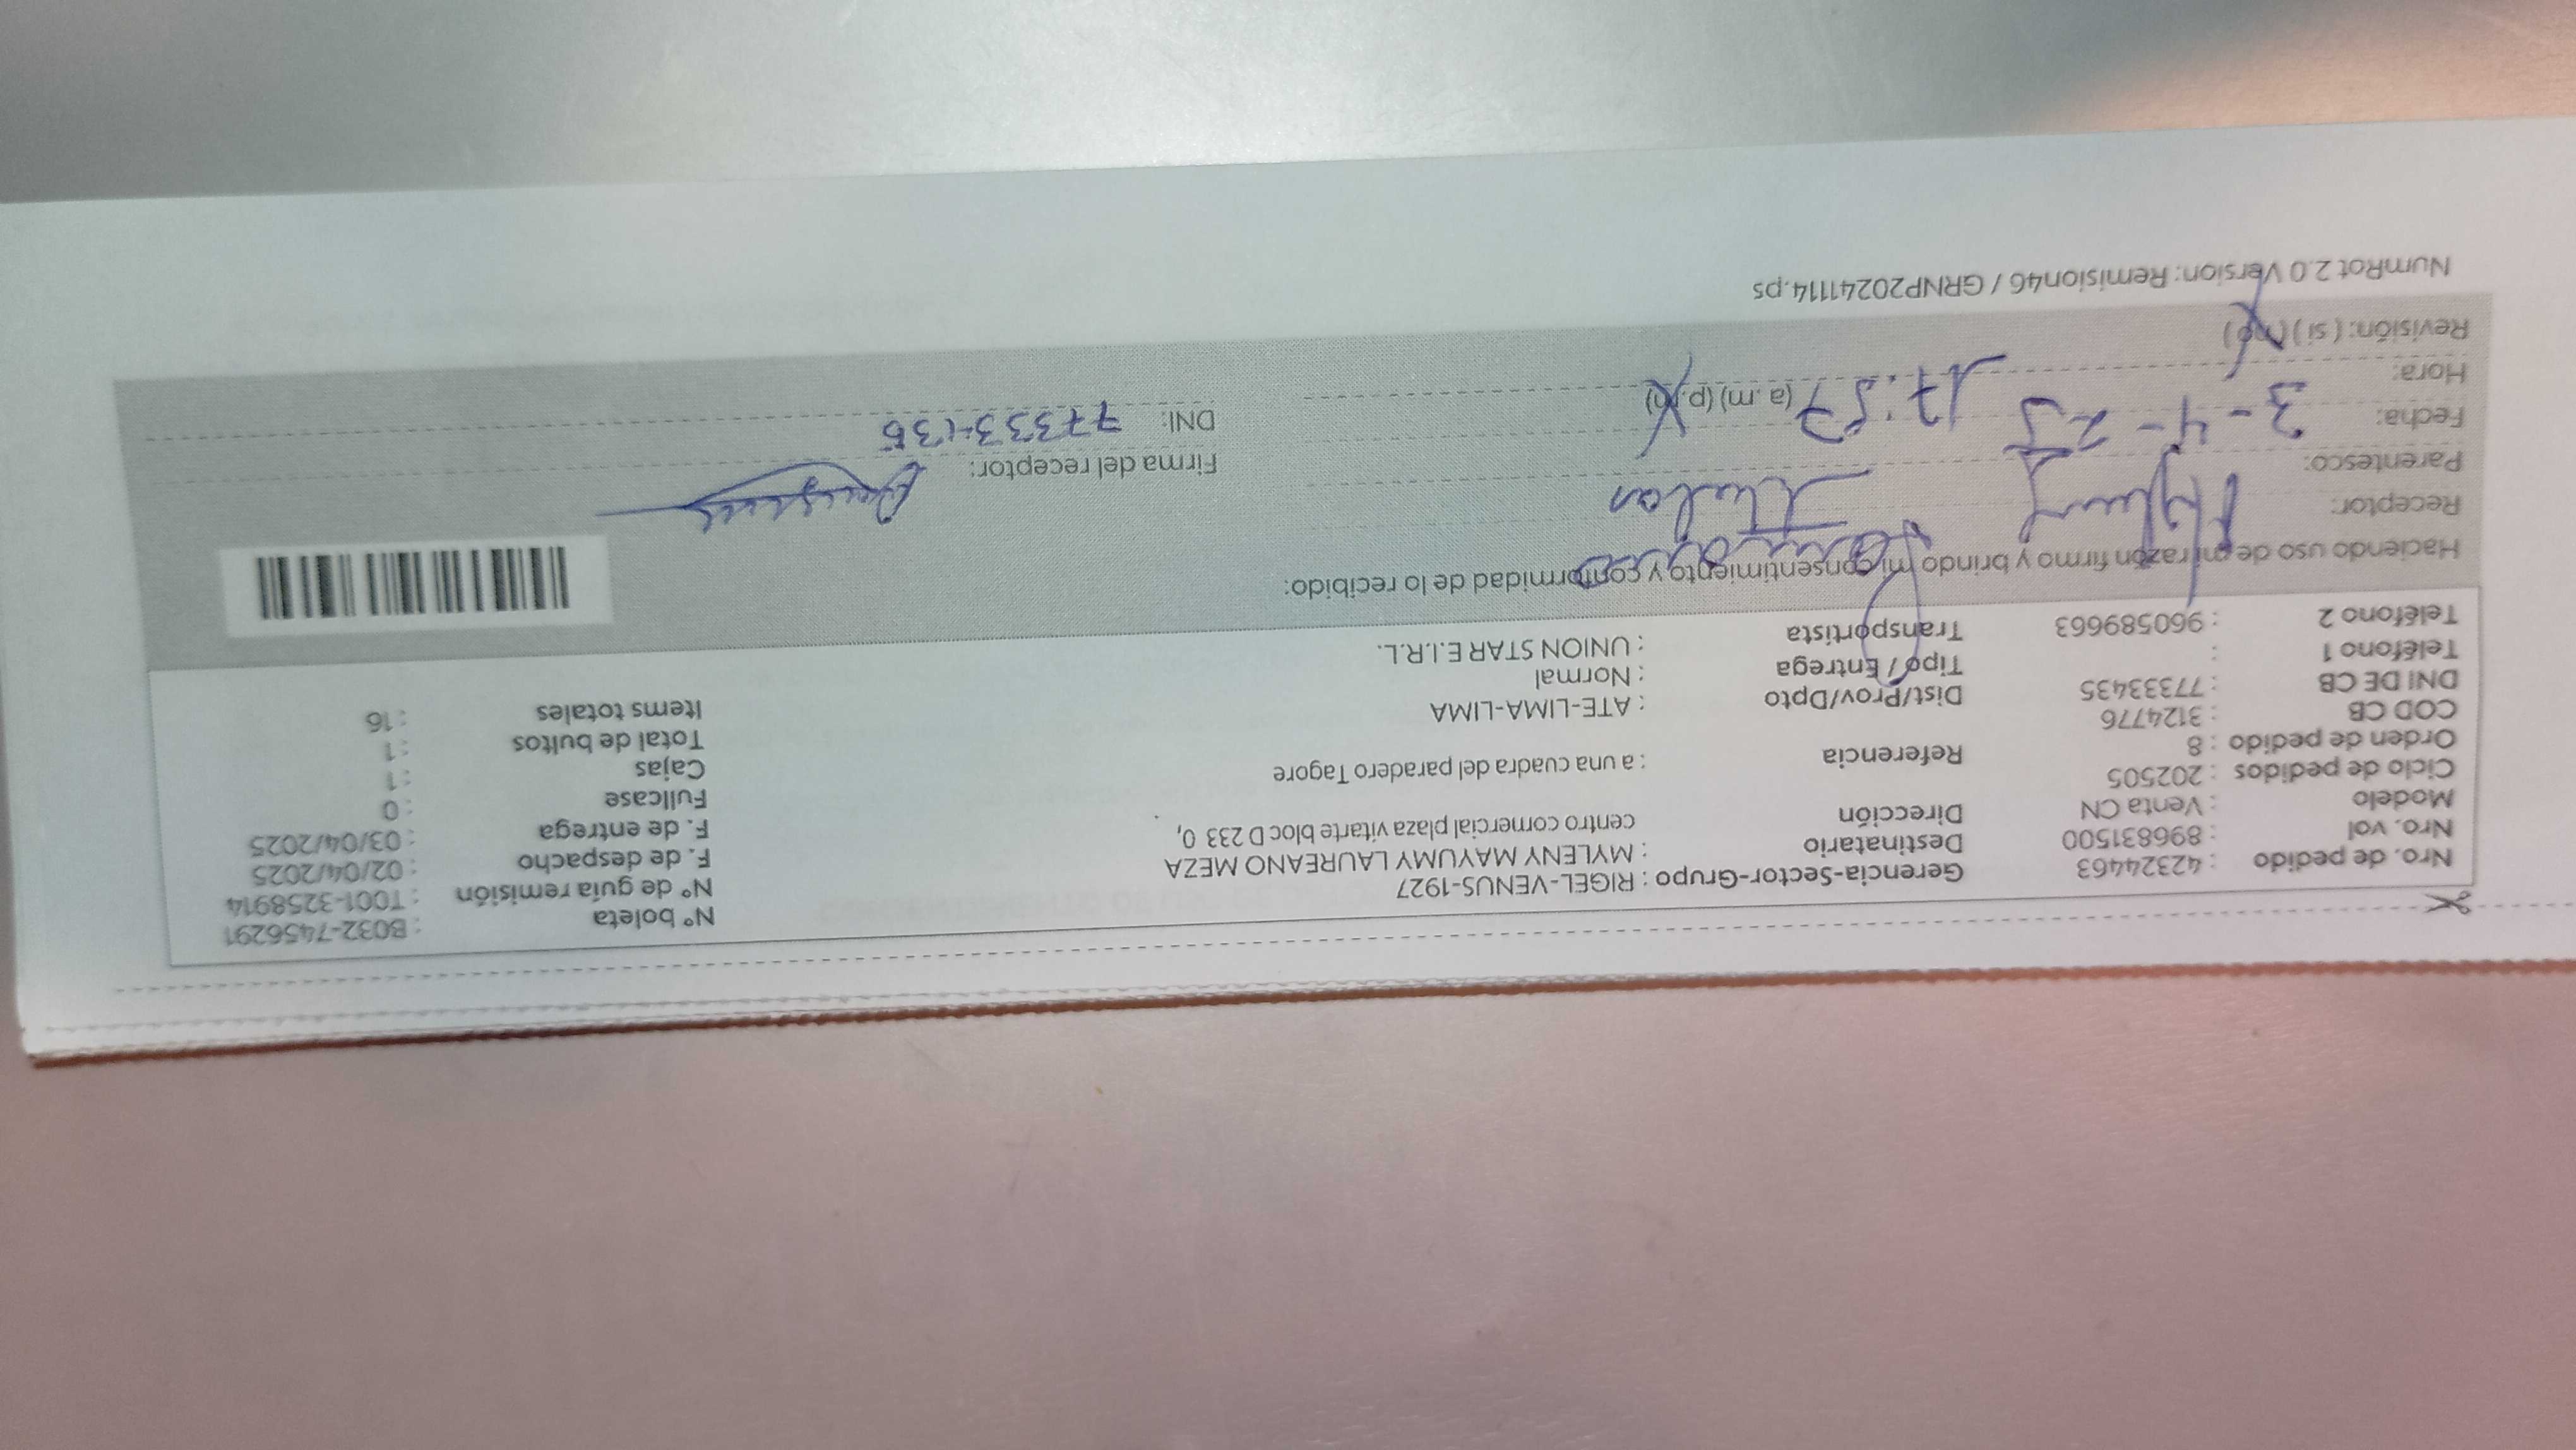 Nro. de pedido : 42324463 Gerencia-Sector-Grupo : RIGEL-VENUS-1927 N° boleta : B032-7456291
Nro. vol : 896831500 Destinatario : MYLENY MAYUMY LAUREANO MEZA N° de guía remisión : T001-3258914
Modelo : Venta CN Dirección centro comercial plaza vitarte bloc D 233 0, F. de despacho : 02/04/2025
Ciclo de pedidos : 202505 F. de entrega : 03/04/2025
Orden de pedido : 8 Referencia : a una cuadra del paradero Tagore Fullcase : 0
COD CB : 3124776 Cajas : 1
DNI DE CB : 77333435 Dist/Prov/Dpto : ATE-LIMA-LIMA Total de bultos : 1
Teléfono 1 : Tipo / Entrega : Normal Items totales : 16
Teléfono 2 : 960589663 Transportista : UNION STAR E.I.R.L.
Haciendo uso de mi razón firmo y brindo mi consentimiento y conformidad de lo recibido:
Receptor:
Parentesco: Firma del receptor:
Fecha: 3-4-25 DNI:
Hora: 17:57 (a.m) (p.m)
Revisión: (si) (no)
NumRot 2.0 Version: Remision46 / GRNP20241114.ps